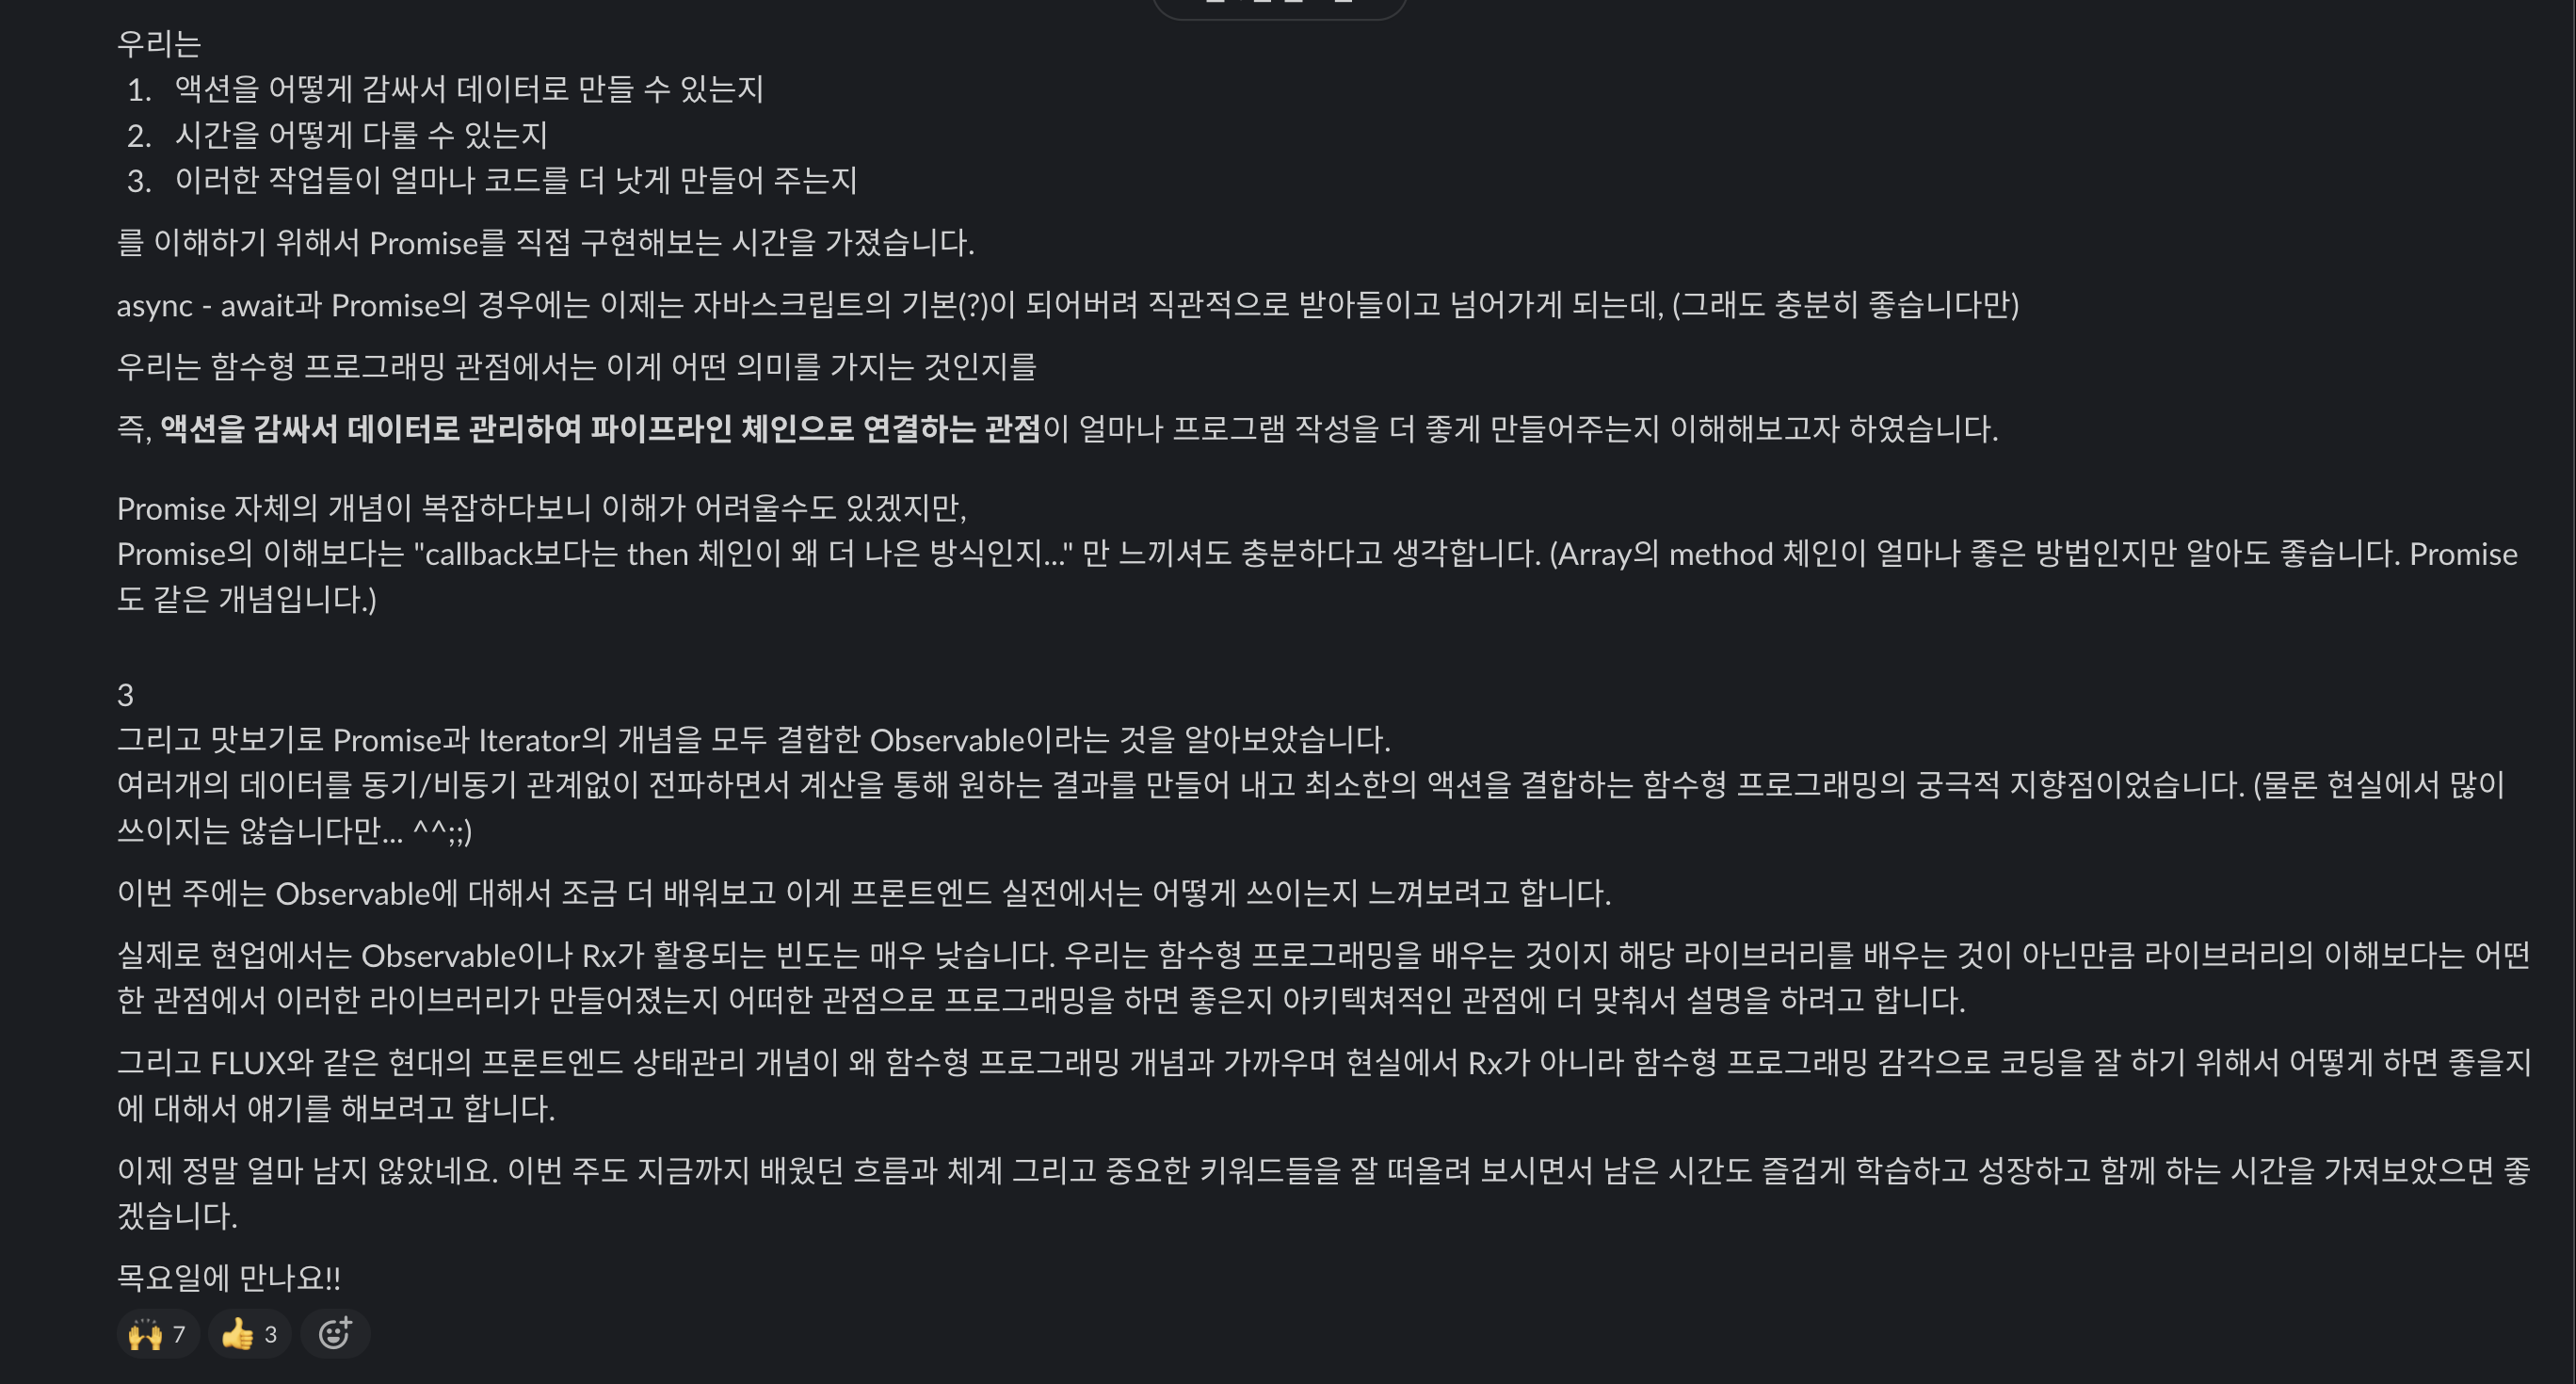 우리는
1. 액션을 어떻게 감싸서 데이터로 만들 수 있는지
2. 시간을 어떻게 다룰 수 있는지
3. 이러한 작업들이 얼마나 코드를 더 낫게 만들어 주는지
를 이해하기 위해서 Promise를 직접 구현해보는 시간을 가졌습니다.
async - await과 Promise의 경우에는 이제는 자바스크립트의 기본(?)이 되어버려 직관적으로 받아들이고 넘어가게 되는데, (그래도 충분히 좋습니다만)
우리는 함수형 프로그래밍 관점에서는 이게 어떤 의미를 가지는 것인지를
즉, 액션을 감싸서 데이터로 관리하여 파이프라인 체인으로 연결하는 관점이 얼마나 프로그램 작성을 더 좋게 만들어주는지 이해해보고자 하였습니다.
Promise 자체의 개념이 복잡하다보니 이해가 어려울수도 있겠지만,
Promise의 이해보다는 "callback보다는 then 체인이 왜 더 나은 방식인지..." 만 느끼셔도 충분하다고 생각합니다. (Array의 method 체인이 얼마나 좋은 방법인지만 알아도 좋습니다. Promise
도 같은 개념입니다.)
3
그리고 맛보기로 Promise과 Iterator의 개념을 모두 결합한 Observable이라는 것을 알아보았습니다.
여러개의 데이터를 동기/비동기 관계없이 전파하면서 계산을 통해 원하는 결과를 만들어 내고 최소한의 액션을 결합하는 함수형 프로그래밍의 궁극적 지향점이었습니다. (물론 현실에서 많이
쓰이지는 않습니다만... ^^;;)
이번 주에는 Observable에 대해서 조금 더 배워보고 이게 프론트엔드 실전에서는 어떻게 쓰이는지 느껴보려고 합니다.
실제로 현업에서는 Observable이나 Rx가 활용되는 빈도는 매우 낮습니다. 우리는 함수형 프로그래밍을 배우는 것이지 해당 라이브러리를 배우는 것이 아닌만큼 라이브러리의 이해보다는 어떤
한 관점에서 이러한 라이브러리가 만들어졌는지 어떠한 관점으로 프로그래밍을 하면 좋은지 아키텍쳐적인 관점에 더 맞춰서 설명을 하려고 합니다.
그리고 FLUX와 같은 현대의 프론트엔드 상태관리 개념이 왜 함수형 프로그래밍 개념과 가까우며 현실에서 Rx가 아니라 함수형 프로그래밍 감각으로 코딩을 잘 하기 위해서 어떻게 하면 좋을지
에 대해서 얘기를 해보려고 합니다.
이제 정말 얼마 남지 않았네요. 이번 주도 지금까지 배웠던 흐름과 체계 그리고 중요한 키워드들을 잘 떠올려 보시면서 남은 시간도 즐겁게 학습하고 성장하고 함께 하는 시간을 가져보았으면 좋
겠습니다.
목요일에 만나요!!
7 3